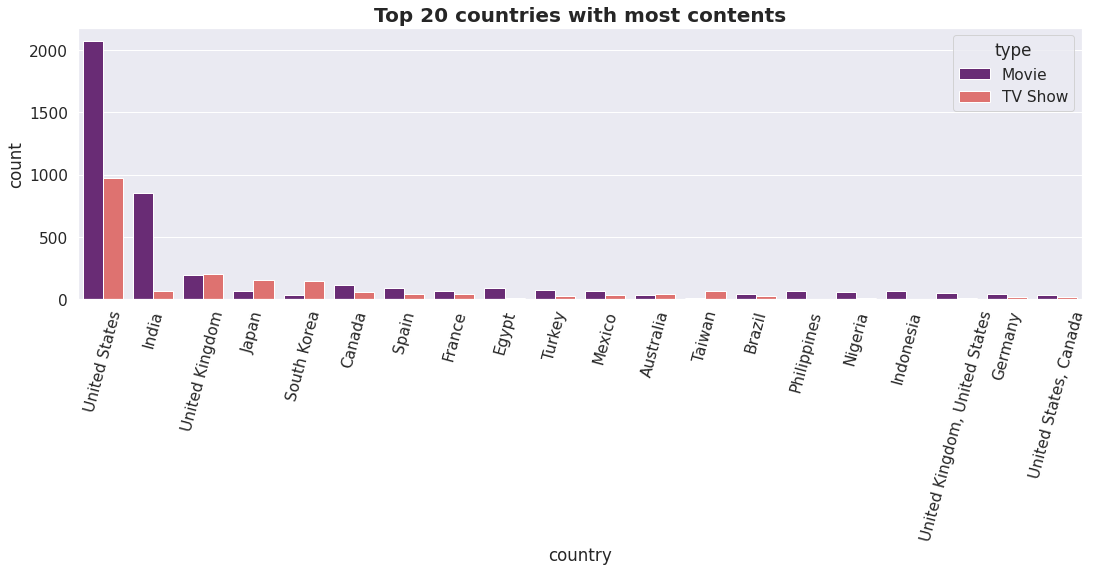 Top 20 countries with most contents
type
Movie
TV Show
count
2000
1500
1000
500
0
United States
India
United Kingdom
Japan
South Korea
Canada
Spain
France
Egypt
Turkey
Mexico
Australia
Taiwan
Brazil
Philippines
Nigeria
Indonesia
United Kingdom, United States
Germany
United States, Canada
country